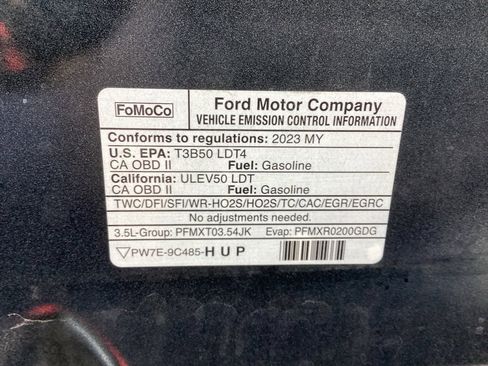 FoMoCo
Ford Motor Company
VEHICLE EMISSION CONTROL INFORMATION
Conforms to regulations: 2023 MY
U.S. EPA: T3B50 LDT4
CA OBD II Fuel: Gasoline
California: ULEV50 LDT
CA OBD II Fuel: Gasoline
TWC/DFI/SFI/WR-HO2S/HO2S/TC/CAC/EGR/EGRC
No adjustments needed.
3.5L-Group: PFMXT03.54JK Evap: PFMXR0200GDG
PW7E-9C485-HUP